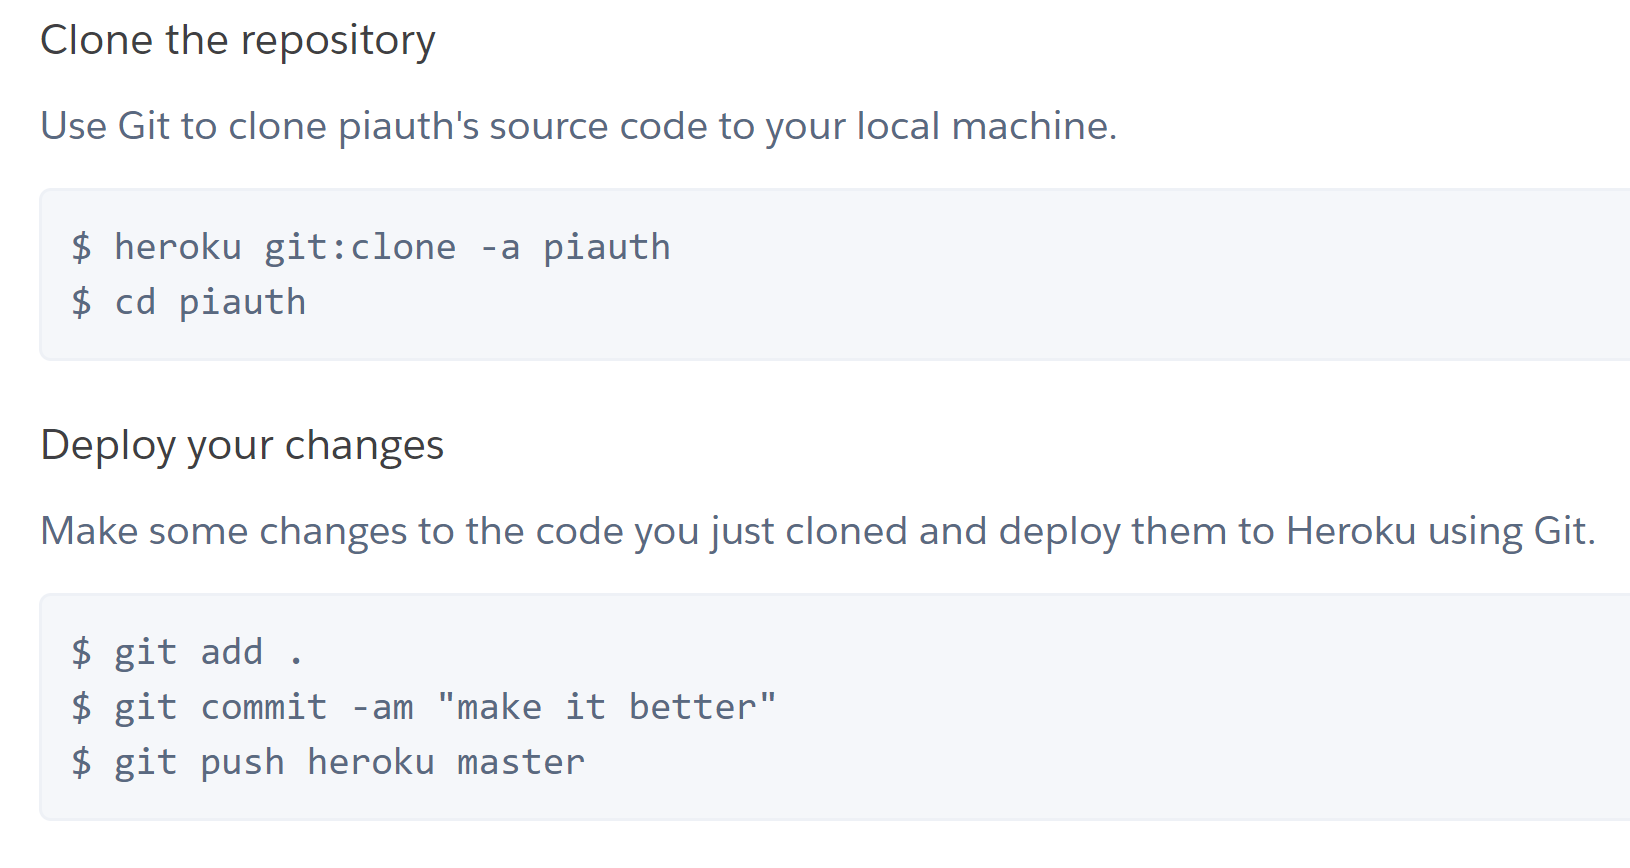 Clone the repository
Use Git to clone piauth's source code to your local machine.
$ heroku git:clone -a piauth
$ cd piauth
Deploy your changes
Make some changes to the code you just cloned and deploy them to Heroku using Git.
$ git add .
$ git commit -am "make it better"
$ git push heroku master